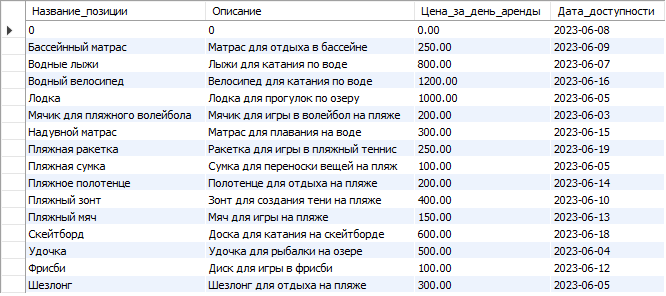 Название_позиции Описание Цена_за_день_аренды Дата_доступности
0 0 0.00 2023-06-08
Бассейнный матрас Матрас для отдыха в бассейне 250.00 2023-06-09
Водные лыжи Лыжи для катания по воде 800.00 2023-06-07
Водный велосипед Велосипед для катания по воде 1200.00 2023-06-16
Лодка Лодка для прогулок по озеру 1000.00 2023-06-05
Мячик для пляжного волейбола Мячик для игры в волейбол на пляже 200.00 2023-06-03
Надувной матрас Матрас для плавания на воде 300.00 2023-06-15
Пляжная ракетка Ракетка для игры в пляжный теннис 250.00 2023-06-19
Пляжная сумка Сумка для переноски вещей на пляж 100.00 2023-06-05
Пляжное полотенце Полотенце для отдыха на пляже 200.00 2023-06-14
Пляжный зонт Зонт для создания тени на пляже 400.00 2023-06-10
Пляжный мяч Мяч для игры на пляже 150.00 2023-06-13
Скейтборд Доска для катания на скейтборде 600.00 2023-06-18
Удочка Удочка для рыбалки на озере 500.00 2023-06-04
Фрисби Диск для игры в фрисби 100.00 2023-06-12
Шезлонг Шезлонг для отдыха на пляже 300.00 2023-06-05